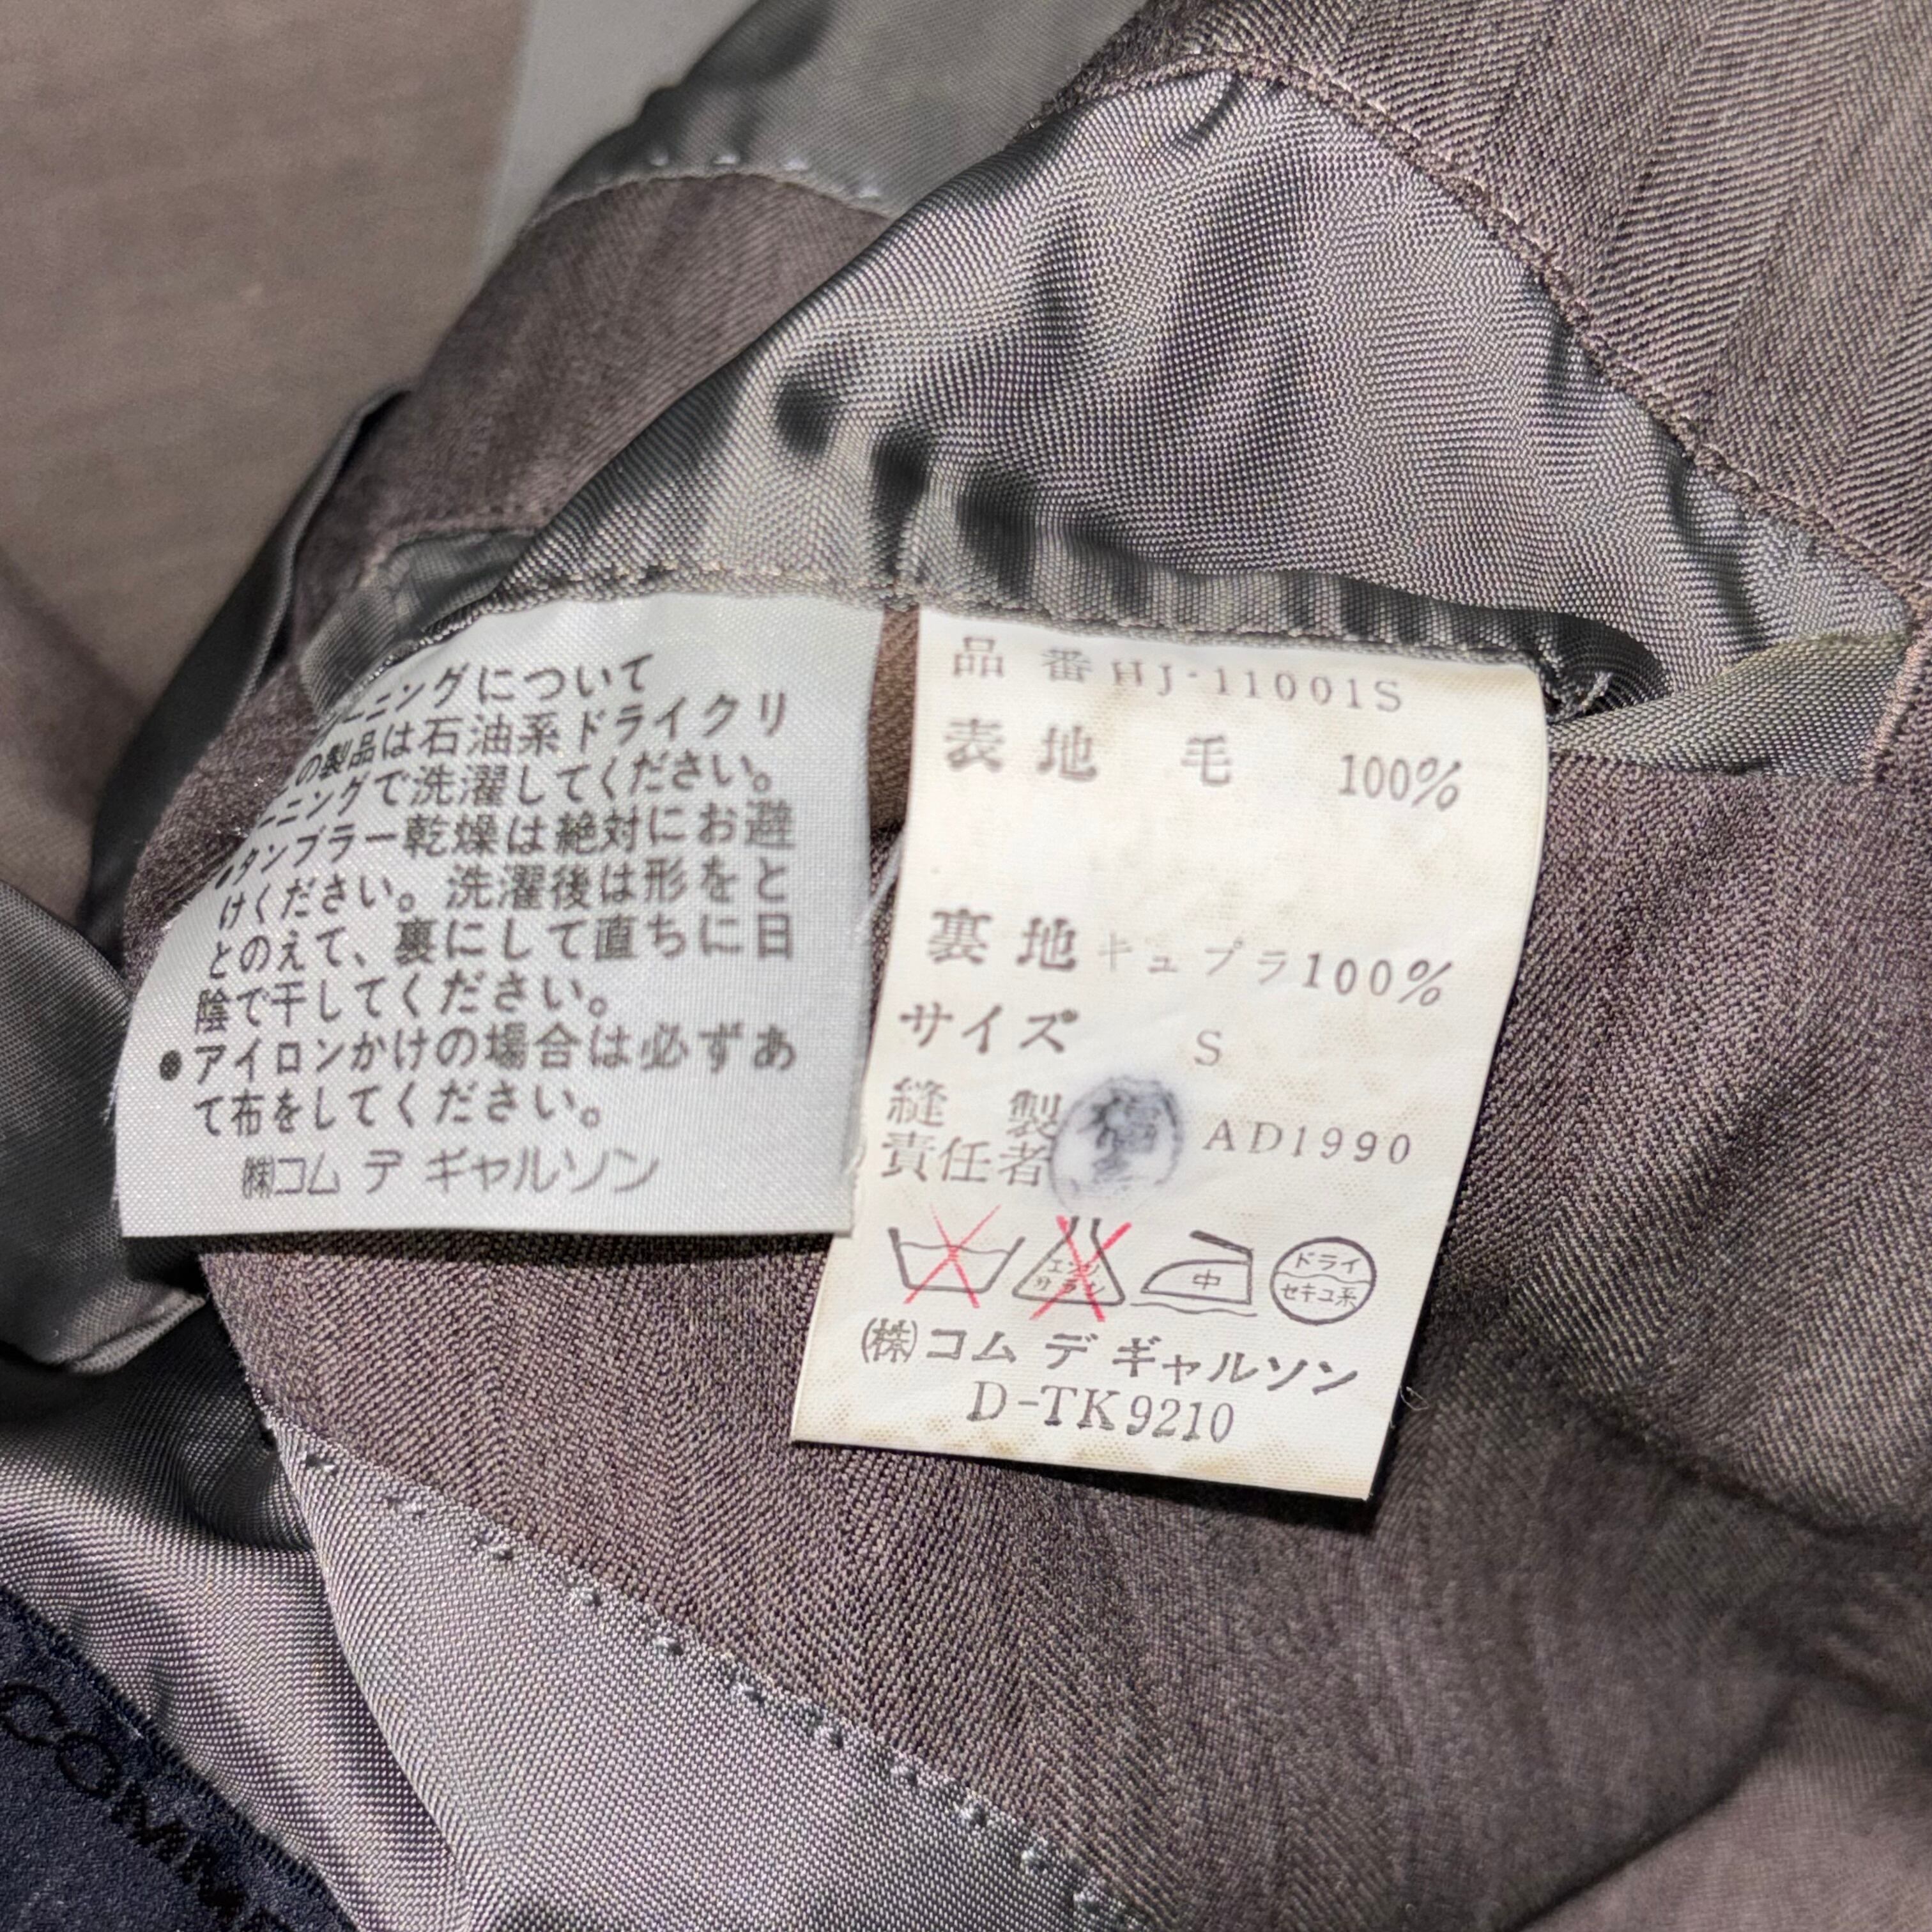 ーニングについて
の製品は石油系ドライクリ
ーニングで洗濯してください。
●タンブラー乾燥は絶対にお避
けください。洗濯後は形をと
とのえて、裏にして直ちに日
陰で干してください。
●アイロンかけの場合は必ずあ
て布をしてください。
㈱コム デ ギャルソン
品 番 HJ-11001S
表 地 毛 100%
裏 地 キュプラ100%
サイズ S
縫 製
責任者
AD1990
エンソ
サラシ
中
ドライ
セキユ系
(株)コム デ ギャルソン
D-TK9210
COMME